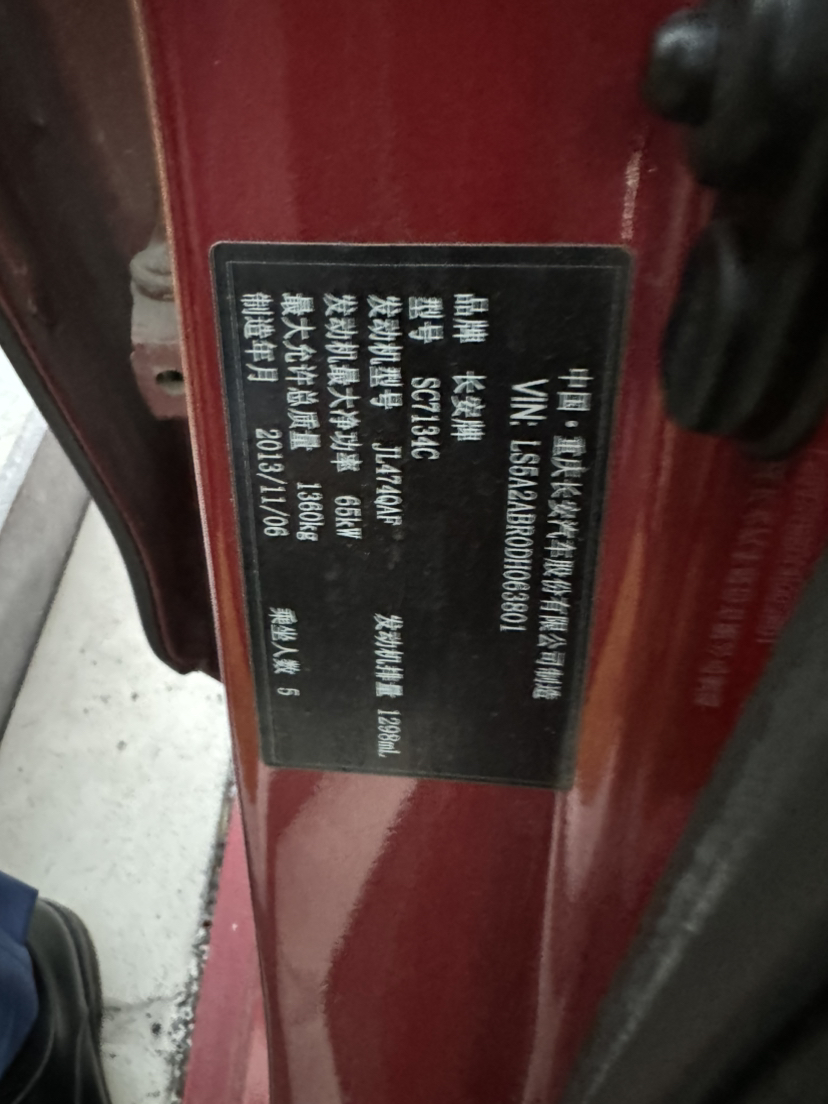 中国·重庆长安汽车股份有限公司制造
VIN: LS5A2ABR0DH063801
品牌 长安牌
型号 SC7134C
发动机型号 JL474QAF 发动机排量 1298mL
发动机最大净功率 65kW
最大允许总质量 1360kg
制造年月 2013/11/06 乘坐人数 5